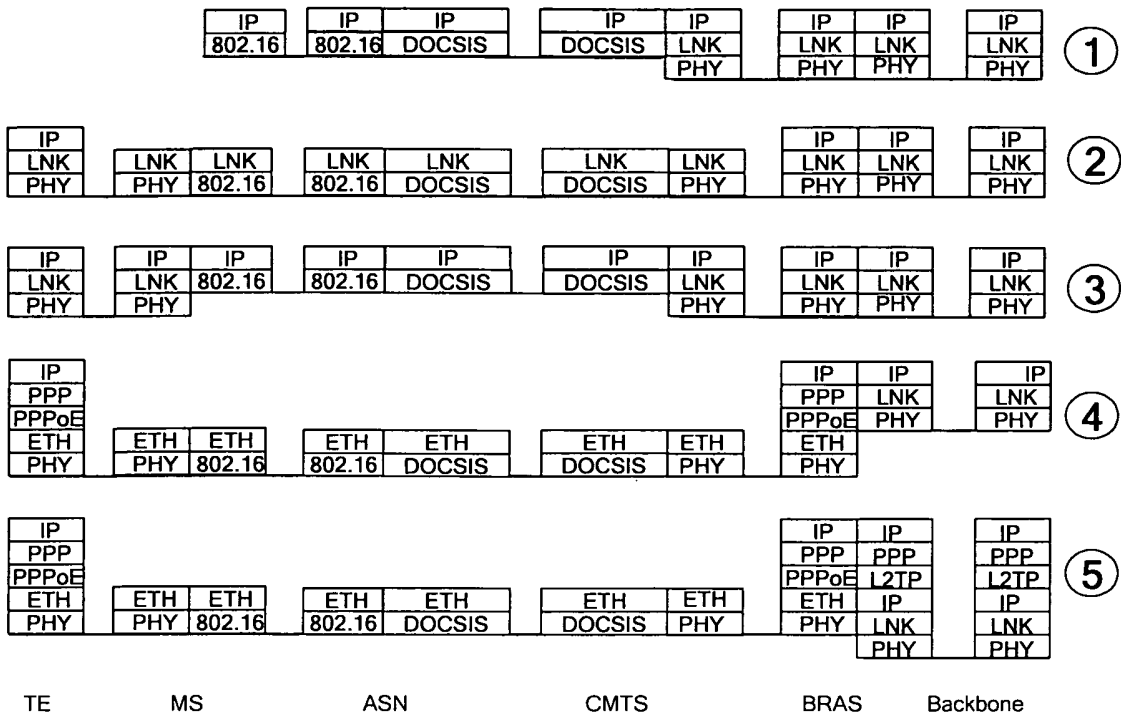 IP IP IP IP IP IP IP IP
802.16 802.16 DOCSIS DOCSIS LNK LNK LNK LNK
PHY PHY PHY PHY
1
IP IP IP IP
LNK LNK LNK LNK LNK LNK LNK LNK LNK LNK
PHY PHY 802.16 802.16 DOCSIS DOCSIS PHY PHY PHY PHY
2
IP IP IP IP IP IP IP IP IP IP
LNK LNK 802.16 802.16 DOCSIS DOCSIS LNK LNK LNK LNK
PHY PHY PHY PHY PHY PHY
3
IP IP IP IP
PPP PPP LNK LNK
PPPoE PPPoE PHY PHY
ETH ETH ETH ETH ETH ETH ETH ETH
PHY PHY 802.16 802.16 DOCSIS DOCSIS PHY PHY
4
IP IP IP IP
PPP PPP PPP PPP
PPPoE PPPoE L2TP L2TP
ETH ETH ETH ETH ETH ETH ETH ETH IP IP
PHY PHY 802.16 802.16 DOCSIS DOCSIS PHY PHY LNK LNK
PHY PHY
5
TE MS ASN CMTS BRAS Backbone